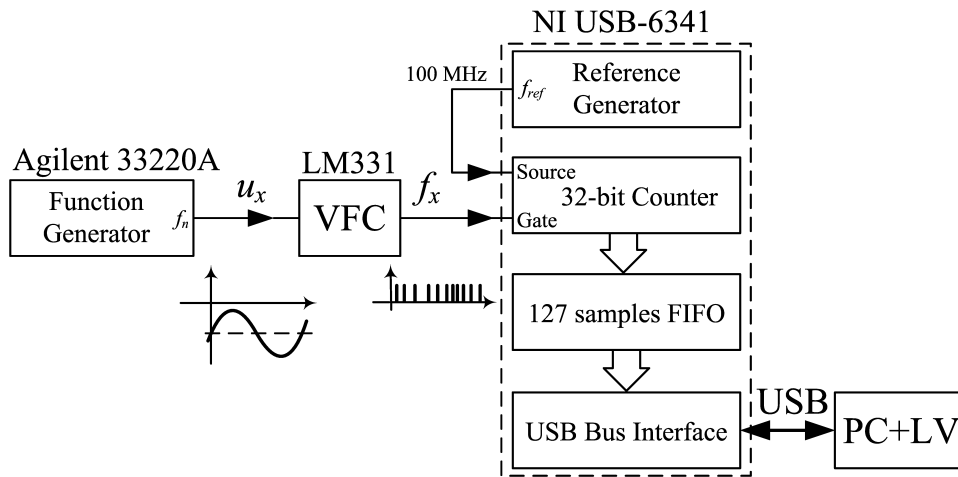 NI USB-6341
100 MHz
f_ref
Reference
Generator
Agilent 33220A
LM331
Function
Generator
f_n
u_x
VFC
f_x
Source
32-bit Counter
Gate
127 samples FIFO
USB Bus Interface
USB
PC+LV